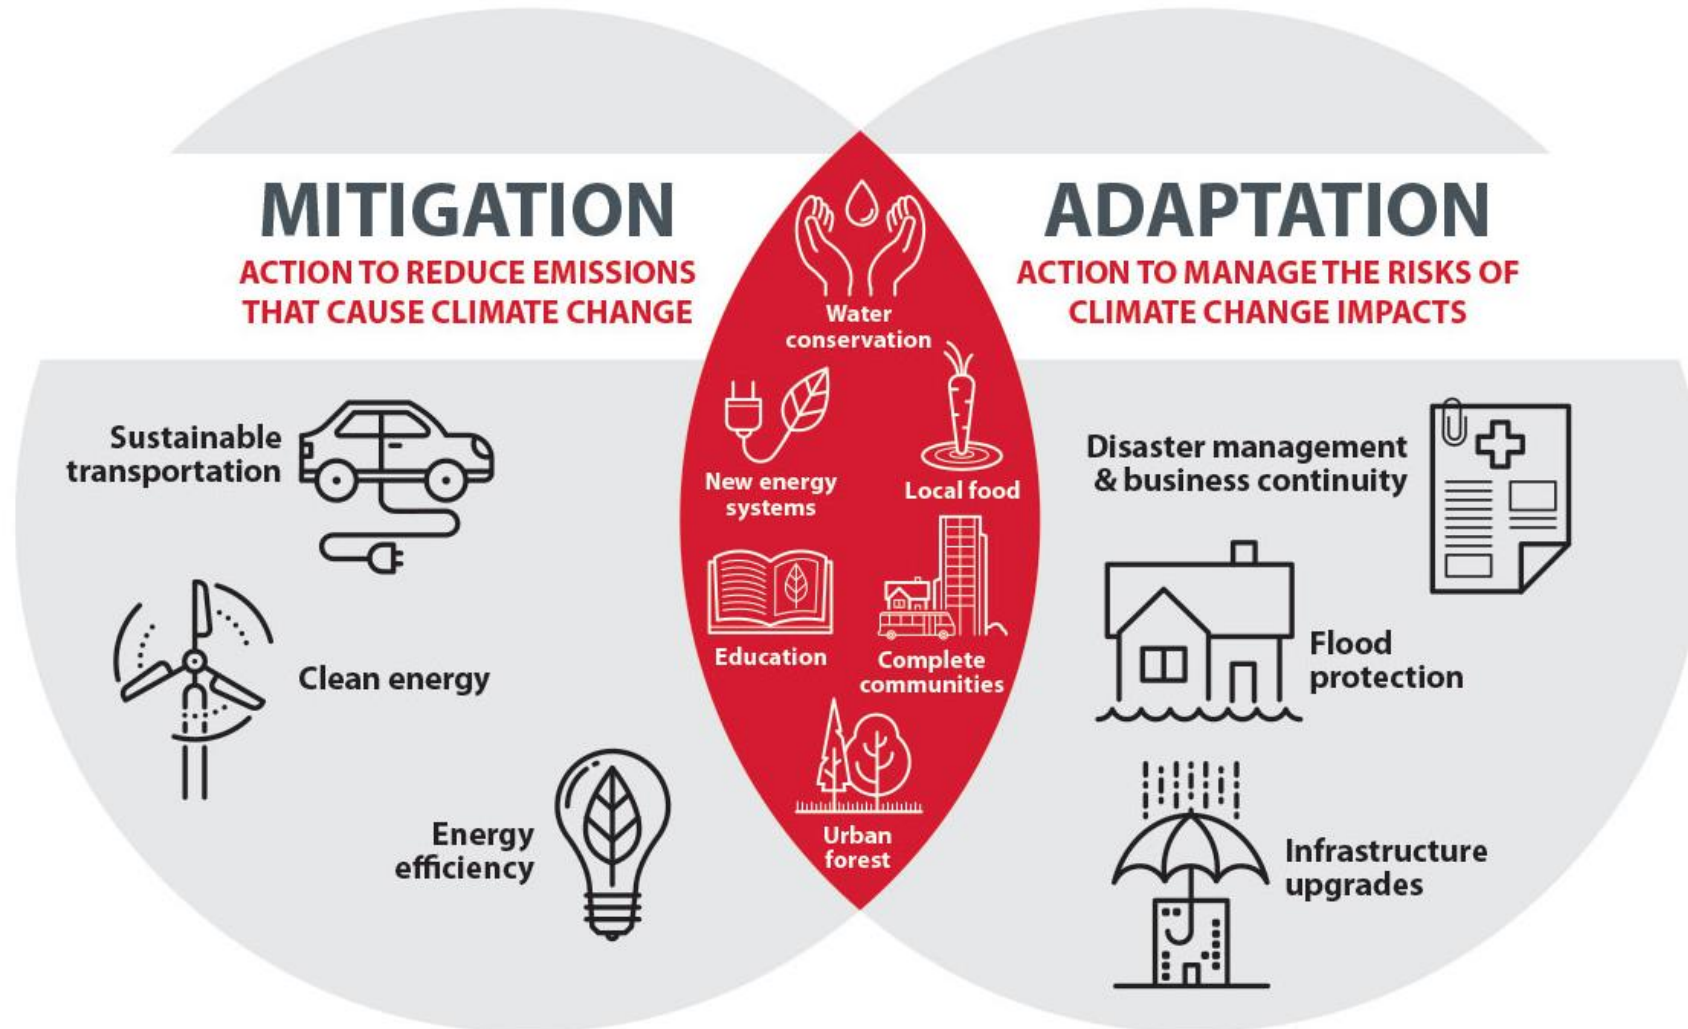 MITIGATION
ACTION TO REDUCE EMISSIONS
THAT CAUSE CLIMATE CHANGE
Sustainable
transportation
Clean energy
Energy
efficiency
Water
conservation
New energy
systems
Local food
Education
Complete
communities
Urban
forest
ADAPTATION
ACTION TO MANAGE THE RISKS OF
CLIMATE CHANGE IMPACTS
Disaster management
& business continuity
Flood
protection
Infrastructure
upgrades